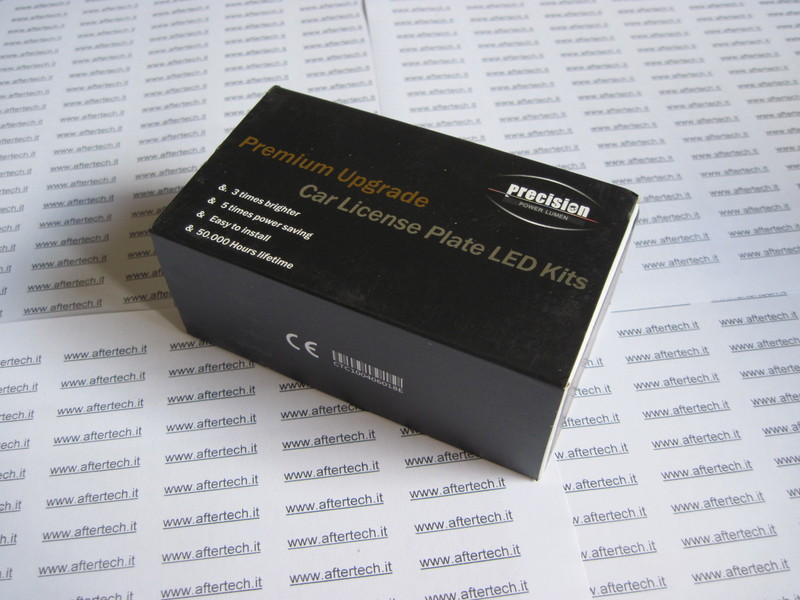 Premium Upgrade
Car License Plate LED Kits
& 3 times brighter
& 5 times power saving
& Easy to install
& 50.000 Hours lifetime
precision
POWER LUMEN
CE
CTC100406018E
www.aftertech.it